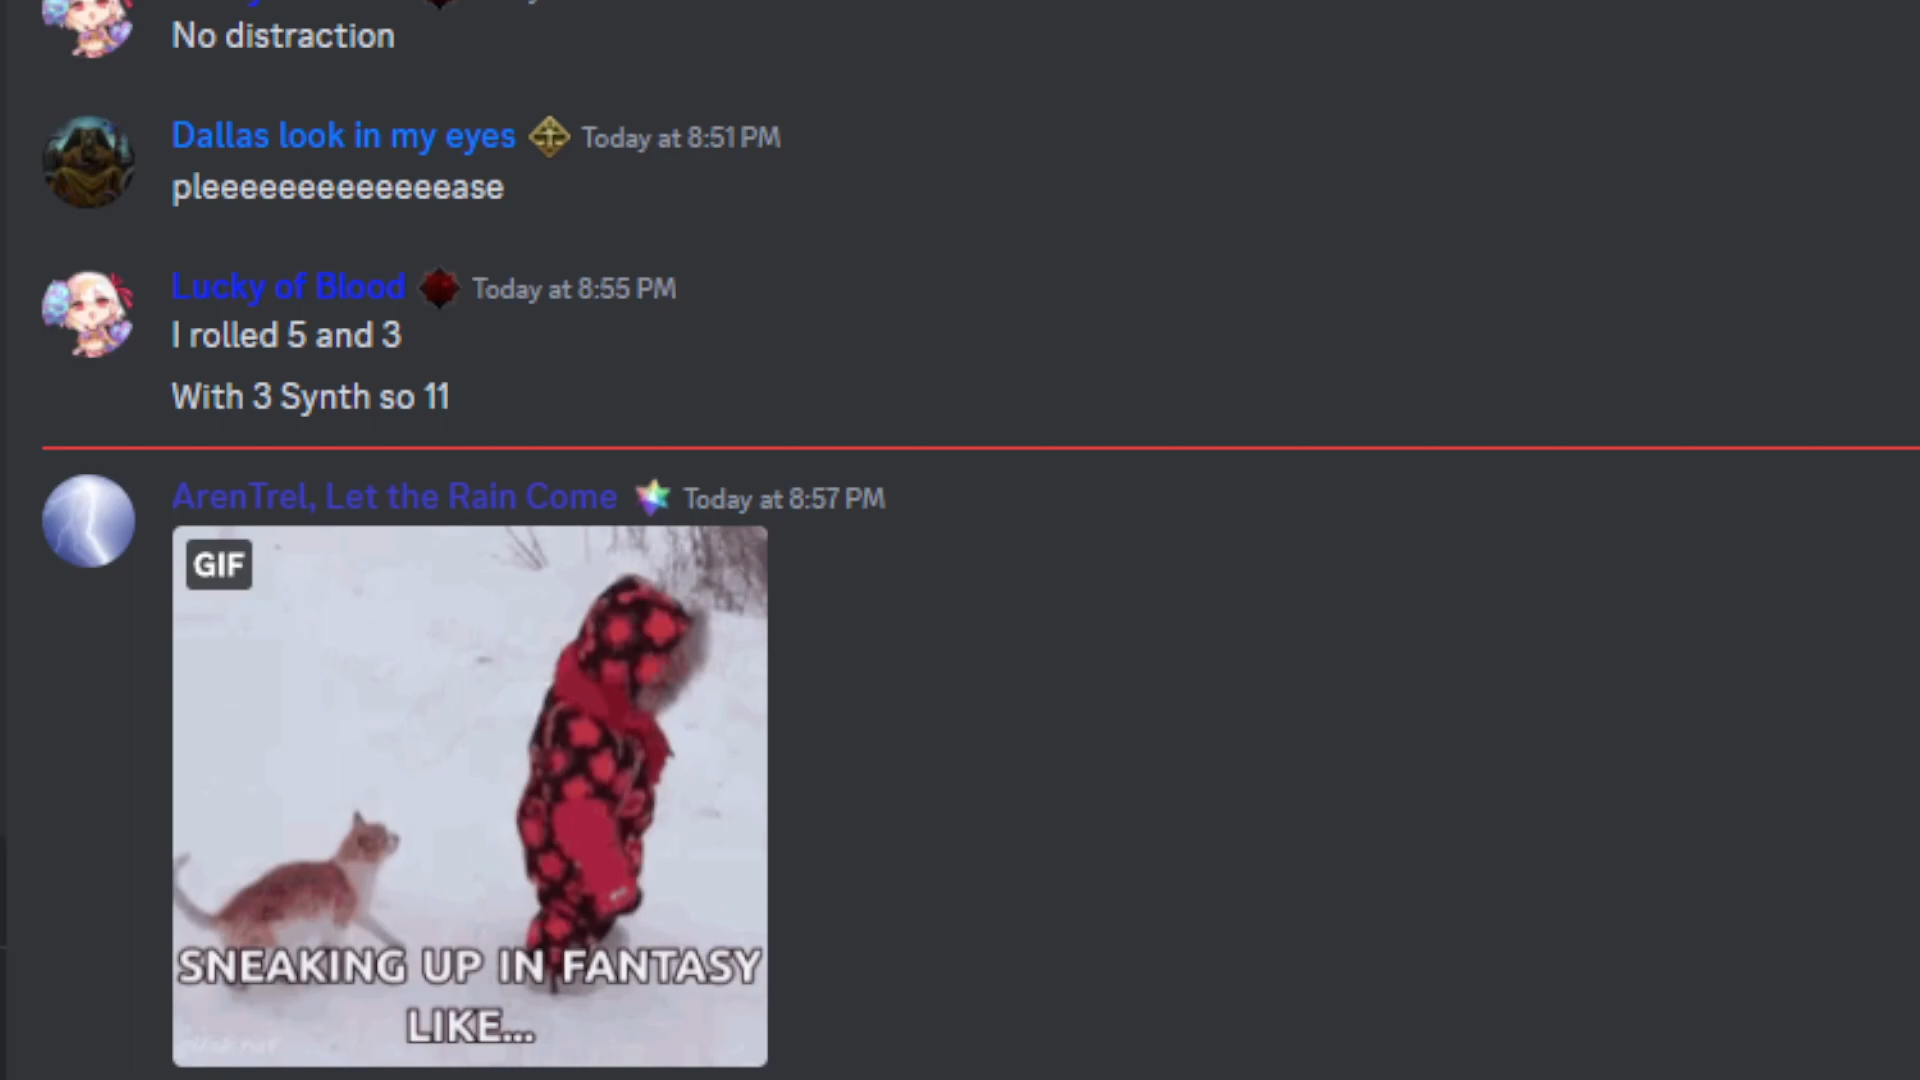 No distraction
Dallas look in my eyes Today at 8:51 PM
pleeeeeeeeeeeeease
Lucky of Blood Today at 8:55 PM
I rolled 5 and 3
With 3 Synth so 11
ArenTrel, Let the Rain Come Today at 8:57 PM
GIF
SNEAKING UP IN FANTASY
LIKE...